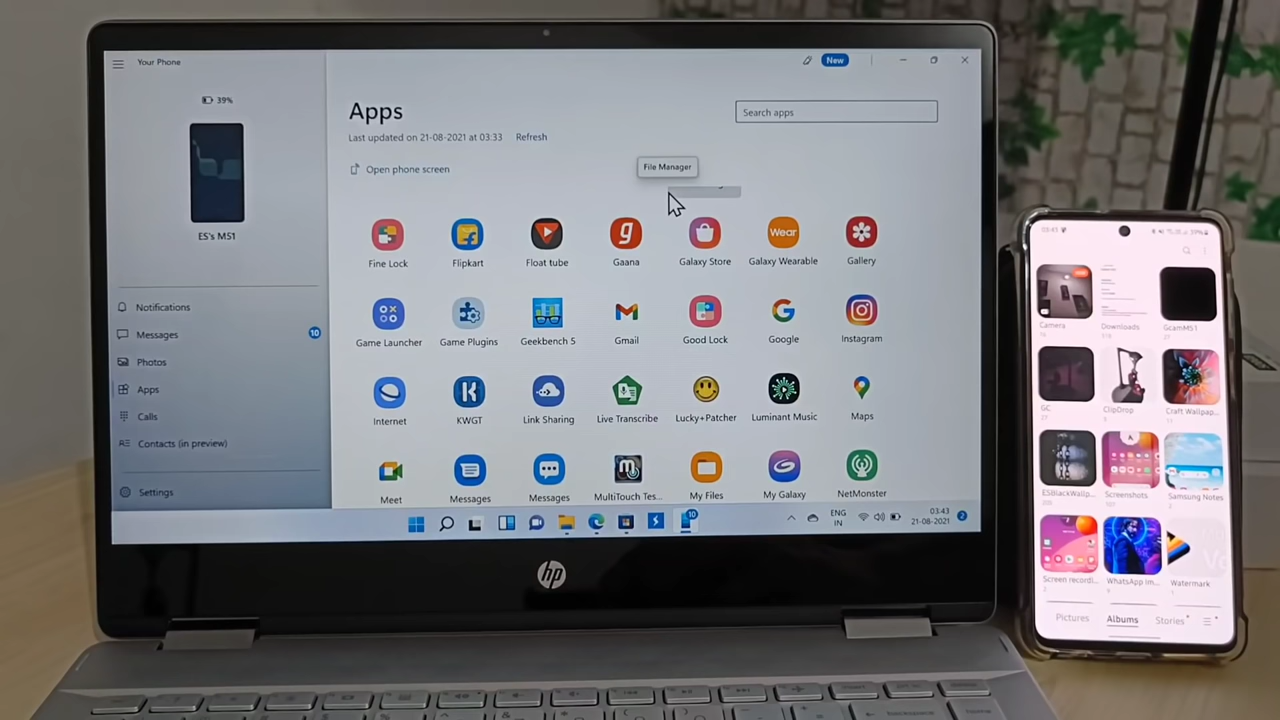 Your Phone
39%
ES's M51
Notifications
Messages
10
Photos
Apps
Calls
Contacts (in preview)
Settings
New
Apps
Search apps
Last updated on 21-08-2021 at 03:33
Refresh
Open phone screen
File Manager
Fine Lock
Flipkart
Float tube
Gaana
Wear
Galaxy Store
Galaxy Wearable
Gallery
Game Launcher
Game Plugins
Geekbench 5
Gmail
Good Lock
Google
Instagram
Internet
KWGT
Link Sharing
Live Transcribe
Lucky+Patcher
Luminant Music
Maps
Meet
Messages
Messages
MultiTouch Tes...
My Files
My Galaxy
NetMonster
10
ENG
IN
03:43
21-08-2021
2
hp
Camera
Downloads
GcamM51
GC
ClipDrop
Craft Wallpap...
ESBlackWallp...
Screenshots
Samsung Notes
Screen recordi...
WhatsApp Im...
Watermark
Pictures
Albums
Stories